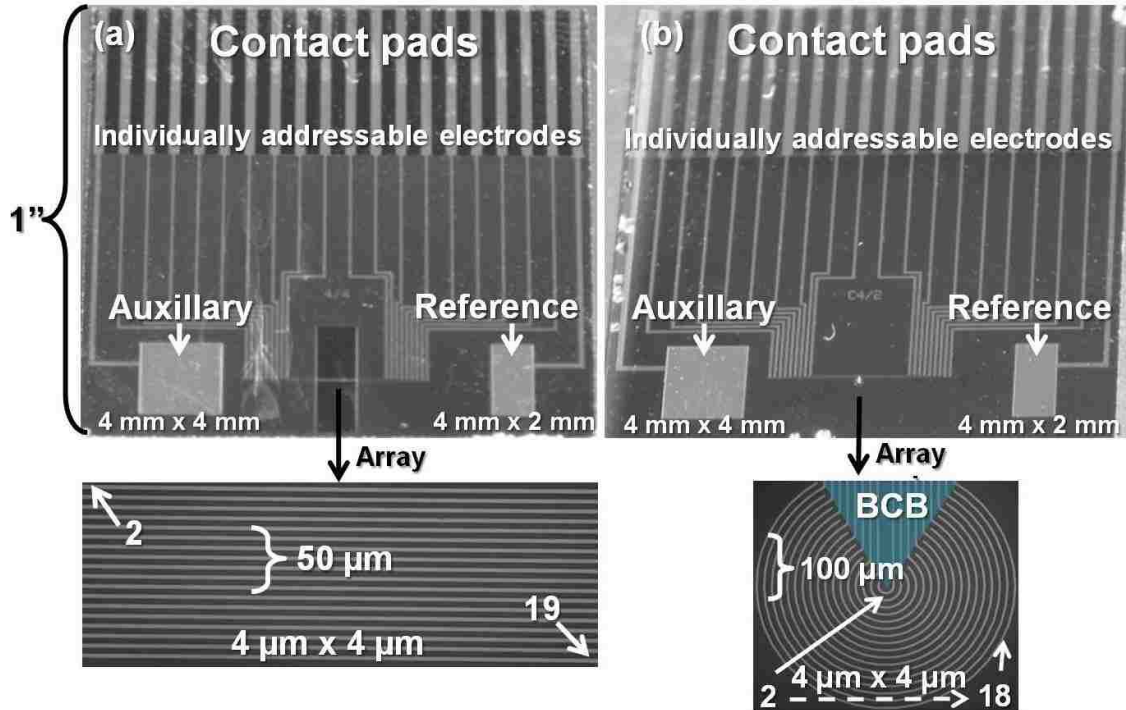 (a)
Contact pads
Individually addressable electrodes
1”
4/4
Auxillary
Reference
4 mm x 4 mm
4 mm x 2 mm
Array
2
50 µm
19
4 µm x 4 µm
(b)
Contact pads
Individually addressable electrodes
C4/2
Auxillary
Reference
4 mm x 4 mm
4 mm x 2 mm
Array
BCB
100 µm
4 µm x 4 µm
2
18